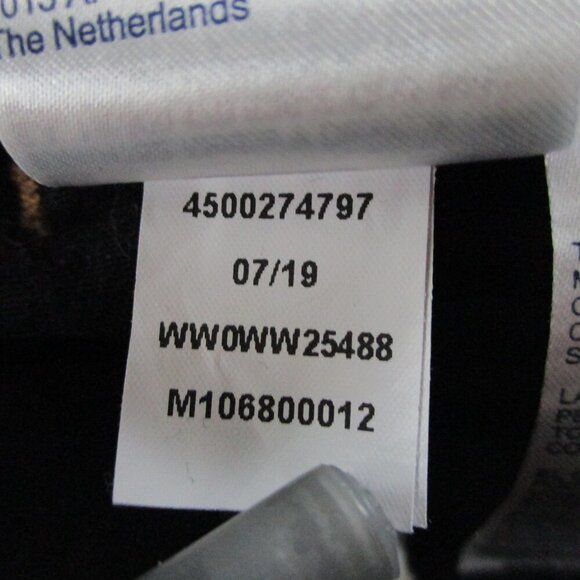 The Netherlands
4500274797
07/19
WW0WW25488
M106800012